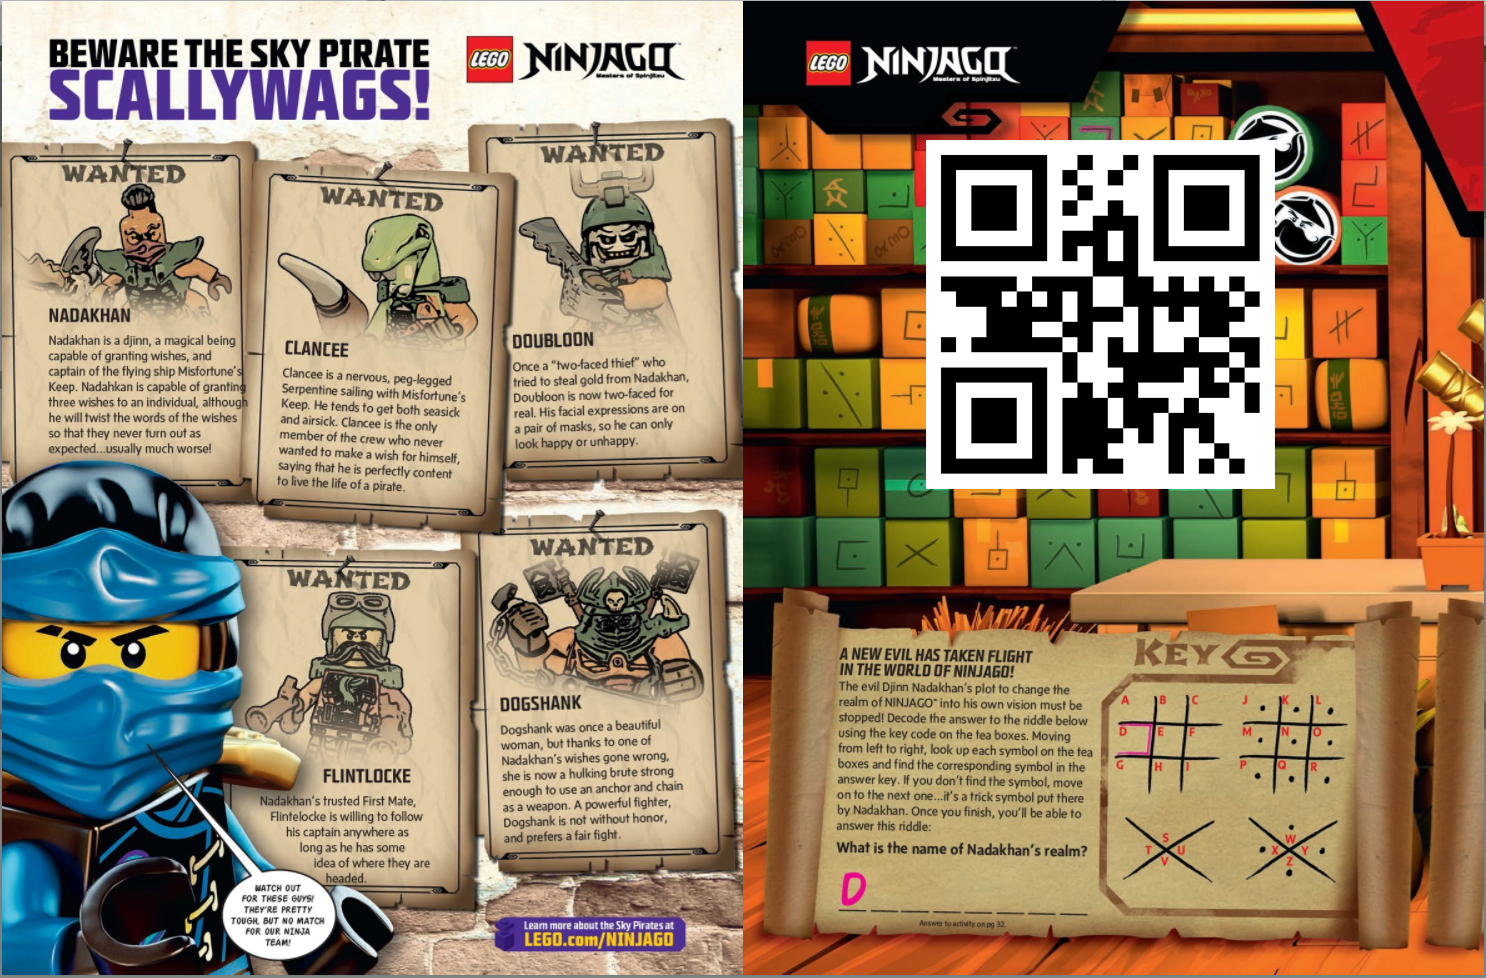 BEWARE THE SKY PIRATE
SCALLYWAGS!
LEGO NINJAGO™
Masters of Spinjitzu
WANTED
NADAKHAN
Nadakhan is a djinn, a magical being
capable of granting wishes, and
captain of the flying ship Misfortune's
Keep. Nadahkan is capable of granting
three wishes to an individual, although
he will twist the words of the wishes
so that they never turn out as
expected...usually much worse!
WANTED
CLANCEE
Clancee is a nervous, peg-legged
Serpentine sailing with Misfortune's
Keep. He tends to get both seasick
and airsick. Clancee is the only
member of the crew who never
wanted to make a wish for himself,
saying that he is perfectly content
to live the life of a pirate.
WANTED
DOUBLOON
Once a "two-faced thief" who
tried to steal gold from Nadakhan,
Doubloon is now two-faced for
real. His facial expressions are on
a pair of masks, so he can only
look happy or unhappy.
WANTED
FLINTLOCKE
Nadakhan's trusted First Mate,
Flintelocke is willing to follow
his captain anywhere as
long as he has some
idea of where they are
headed.
WANTED
DOGSHANK
Dogshank was once a beautiful
woman, but thanks to one of
Nadakhan's wishes gone wrong,
she is now a hulking brute strong
enough to use an anchor and chain
as a weapon. A powerful fighter,
Dogshank is not without honor,
and prefers a fair fight.
WATCH OUT
FOR THESE GUYS!
THEY'RE PRETTY
TOUGH, BUT NO MATCH
FOR OUR NINJA
TEAM!
Learn more about the Sky Pirates at
LEGO.com/NINJAGO
LEGO NINJAGO
Masters of Spinjitzu
A NEW EVIL HAS TAKEN FLIGHT
IN THE WORLD OF NINJAGO!
The evil Djinn Nadakhan's plot to change the
realm of NINJAGO™ into his own vision must be
stopped! Decode the answer to the riddle below
using the key code on the tea boxes. Moving
from left to right, look up each symbol on the tea
boxes and find the corresponding symbol in the
answer key. If you don't find the symbol, move
on to the next one...it's a trick symbol put there
by Nadakhan. Once you finish, you'll be able to
answer this riddle:
What is the name of Nadakhan's realm?
D
Answer to activity on pg 32.
KEY
A B C
D E F
G H I
J K L
M N O
P Q R
S
T U
V
W
X Y
Z